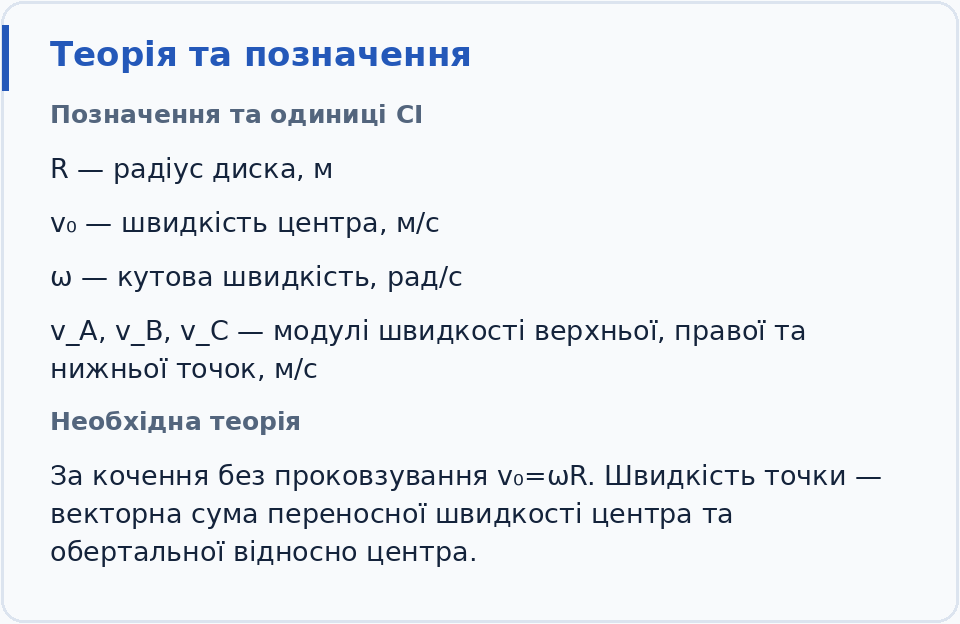 Теорія та позначення
Позначення та одиниці СІ
R — радіус диска, м
v₀ — швидкість центра, м/с
ω — кутова швидкість, рад/с
v_A, v_B, v_C — модулі швидкості верхньої, правої та
нижньої точок, м/с
Необхідна теорія
За кочення без проковзування v₀=ωR. Швидкість точки —
векторна сума переносної швидкості центра та
обертальної відносно центра.